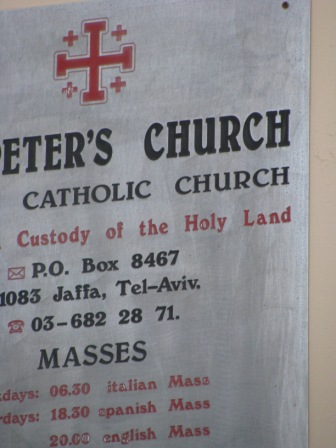 PETER'S CHURCH
CATHOLIC CHURCH
Custody of the Holy Land
P.O. Box 8467
1083 Jaffa, Tel-Aviv.
03-682 28 71.
MASSES
days: 06.30 italian Mass
rdays: 18.30 spanish Mass
20.00 english Mass